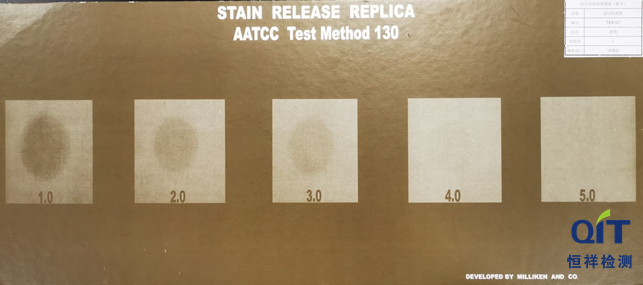 STAIN RELEASE REPLICA
AATCC Test Method 130
1.0
2.0
3.0
4.0
5.0
QIT
恒祥检测
DEVELOPED BY MILLIKEN AND CO.